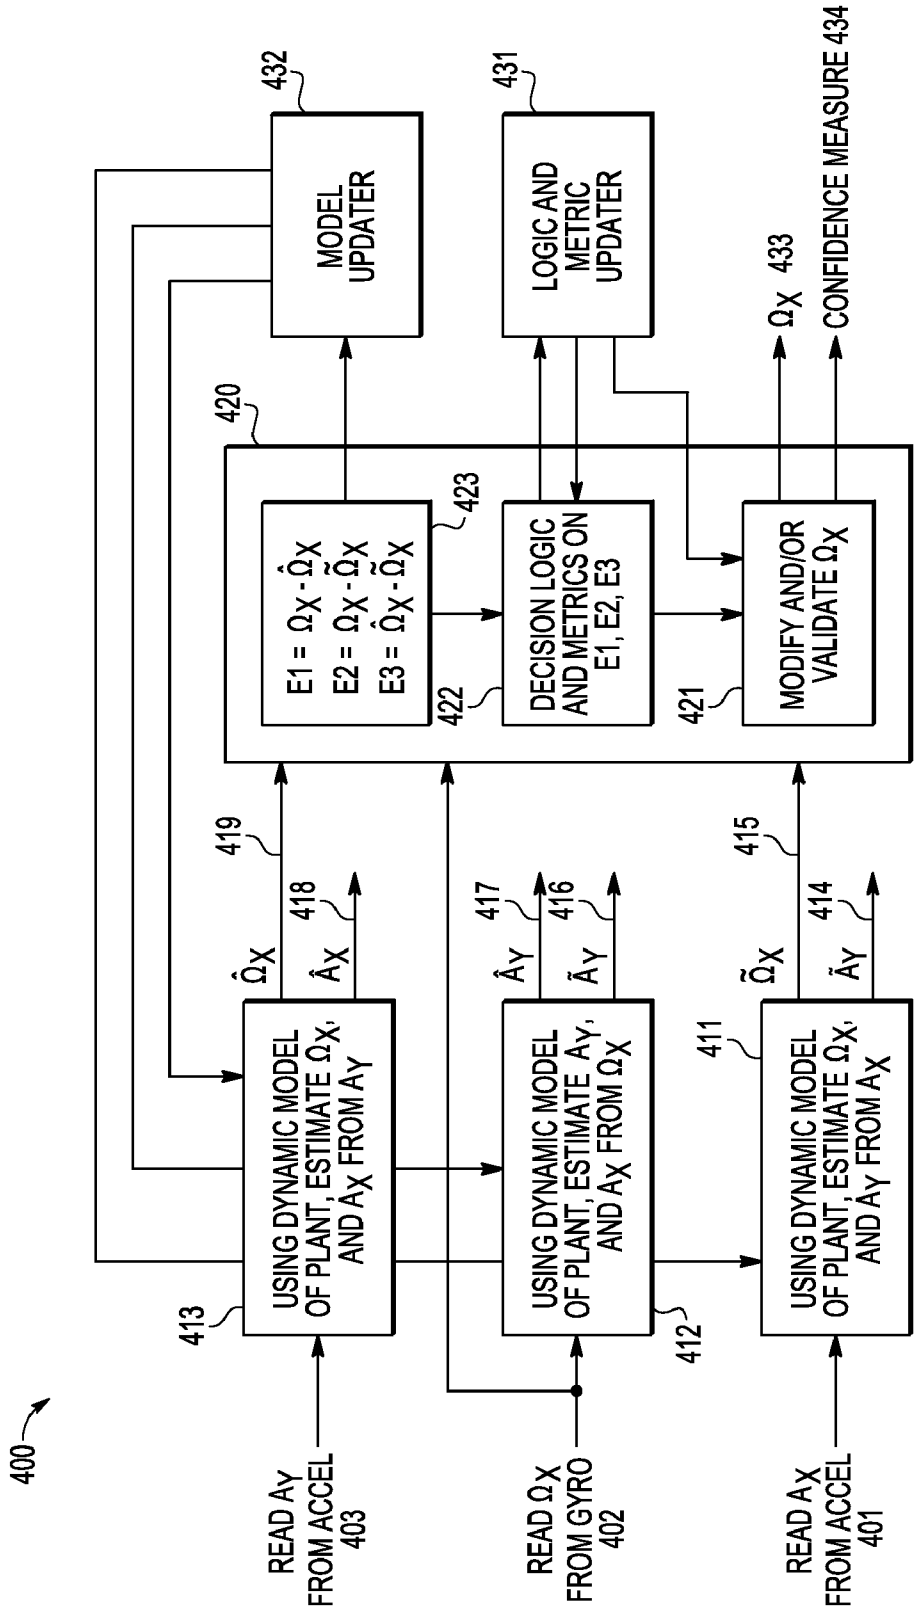 400
READ AY
FROM ACCEL
403
READ ΩX
FROM GYRO
402
READ AX
FROM ACCEL
401
413
USING DYNAMIC MODEL
OF PLANT, ESTIMATE ΩX,
AND AX FROM AY
412
USING DYNAMIC MODEL
OF PLANT, ESTIMATE AY,
AND AX FROM ΩX
411
USING DYNAMIC MODEL
OF PLANT, ESTIMATE ΩX,
AND AY FROM AX
Ω̂X
419
ÂX
418
ÂY
417
ÃY
416
Ω̃X
415
ÃY
414
420
E1 = ΩX - Ω̂X
E2 = ΩX - Ω̃X
E3 = Ω̂X - Ω̃X
423
422
DECISION LOGIC
AND METRICS ON
E1, E2, E3
421
MODIFY AND/OR
VALIDATE ΩX
MODEL
UPDATER
432
LOGIC AND
METRIC
UPDATER
431
ΩX 433
CONFIDENCE MEASURE 434